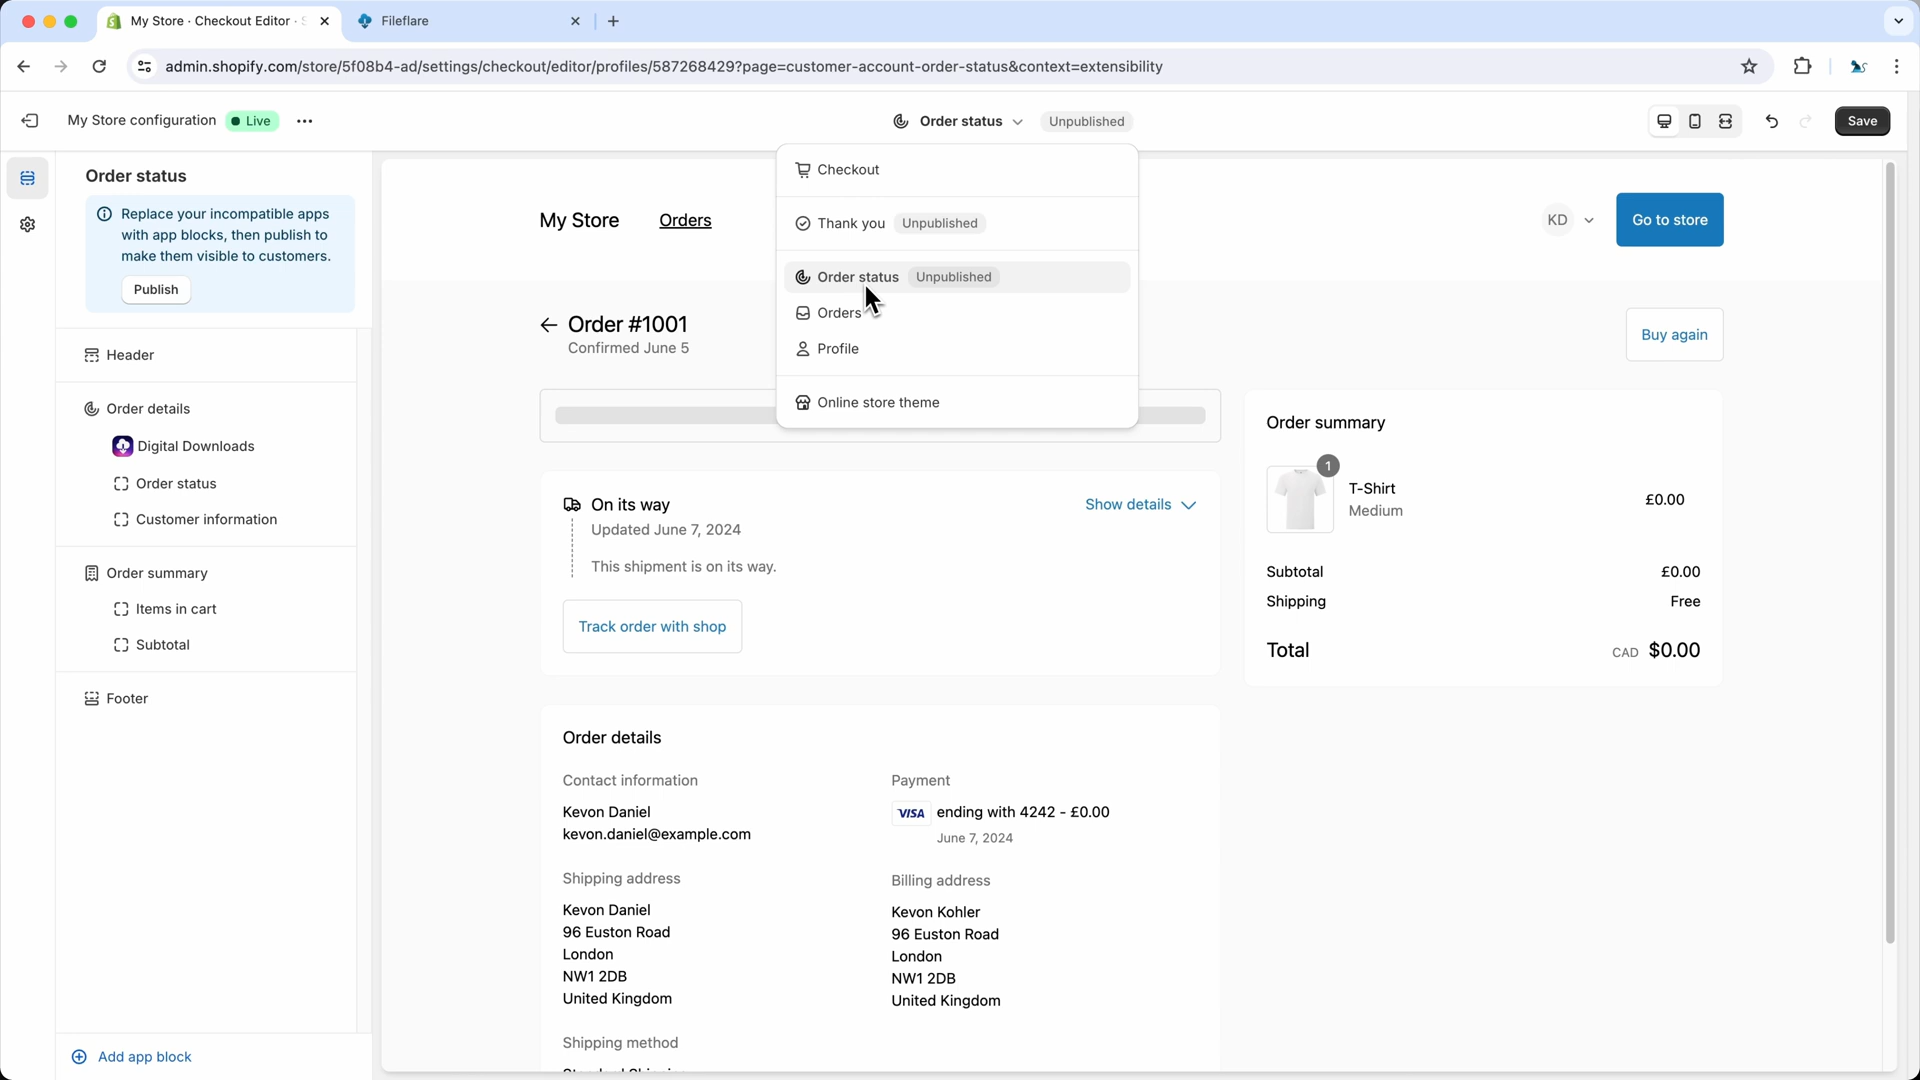 My Store · Checkout Editor · S
Fileflare
admin.shopify.com/store/5f08b4-ad/settings/checkout/editor/profiles/587268429?page=customer-account-order-status&context=extensibility
My Store configuration
Live
Order status
Unpublished
Save
Order status
Replace your incompatible apps
with app blocks, then publish to
make them visible to customers.
Publish
Header
Order details
Digital Downloads
Order status
Customer information
Order summary
Items in cart
Subtotal
Footer
Add app block
Checkout
Thank you
Unpublished
Order status
Unpublished
Orders
Profile
Online store theme
My Store
Orders
KD
Go to store
Order #1001
Confirmed June 5
Buy again
On its way
Show details
Updated June 7, 2024
This shipment is on its way.
Track order with shop
Order summary
1
T-Shirt
Medium
£0.00
Subtotal
£0.00
Shipping
Free
Total
CAD $0.00
Order details
Contact information
Kevon Daniel
kevon.daniel@example.com
Payment
VISA ending with 4242 - £0.00
June 7, 2024
Shipping address
Kevon Daniel
96 Euston Road
London
NW1 2DB
United Kingdom
Billing address
Kevon Kohler
96 Euston Road
London
NW1 2DB
United Kingdom
Shipping method